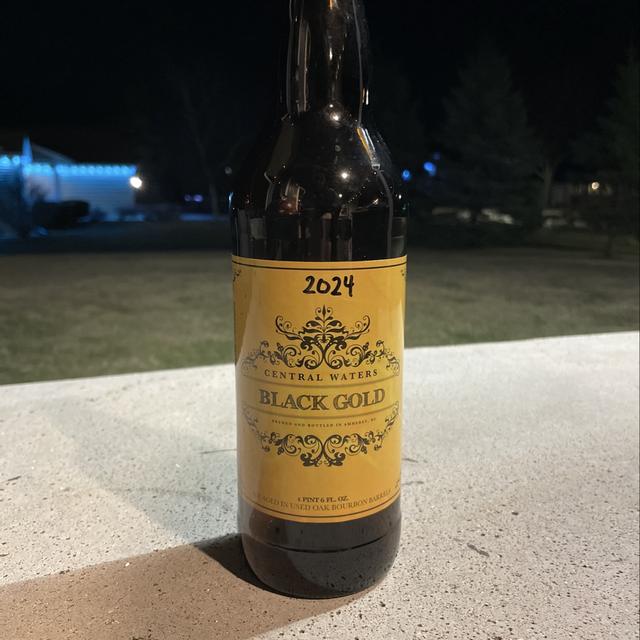 2024
CENTRAL WATERS
BLACK GOLD
BREWED AND BOTTLED IN AMHERST, WI
1 PINT 6 FL. OZ.
AGED IN USED OAK BOURBON BARRELS